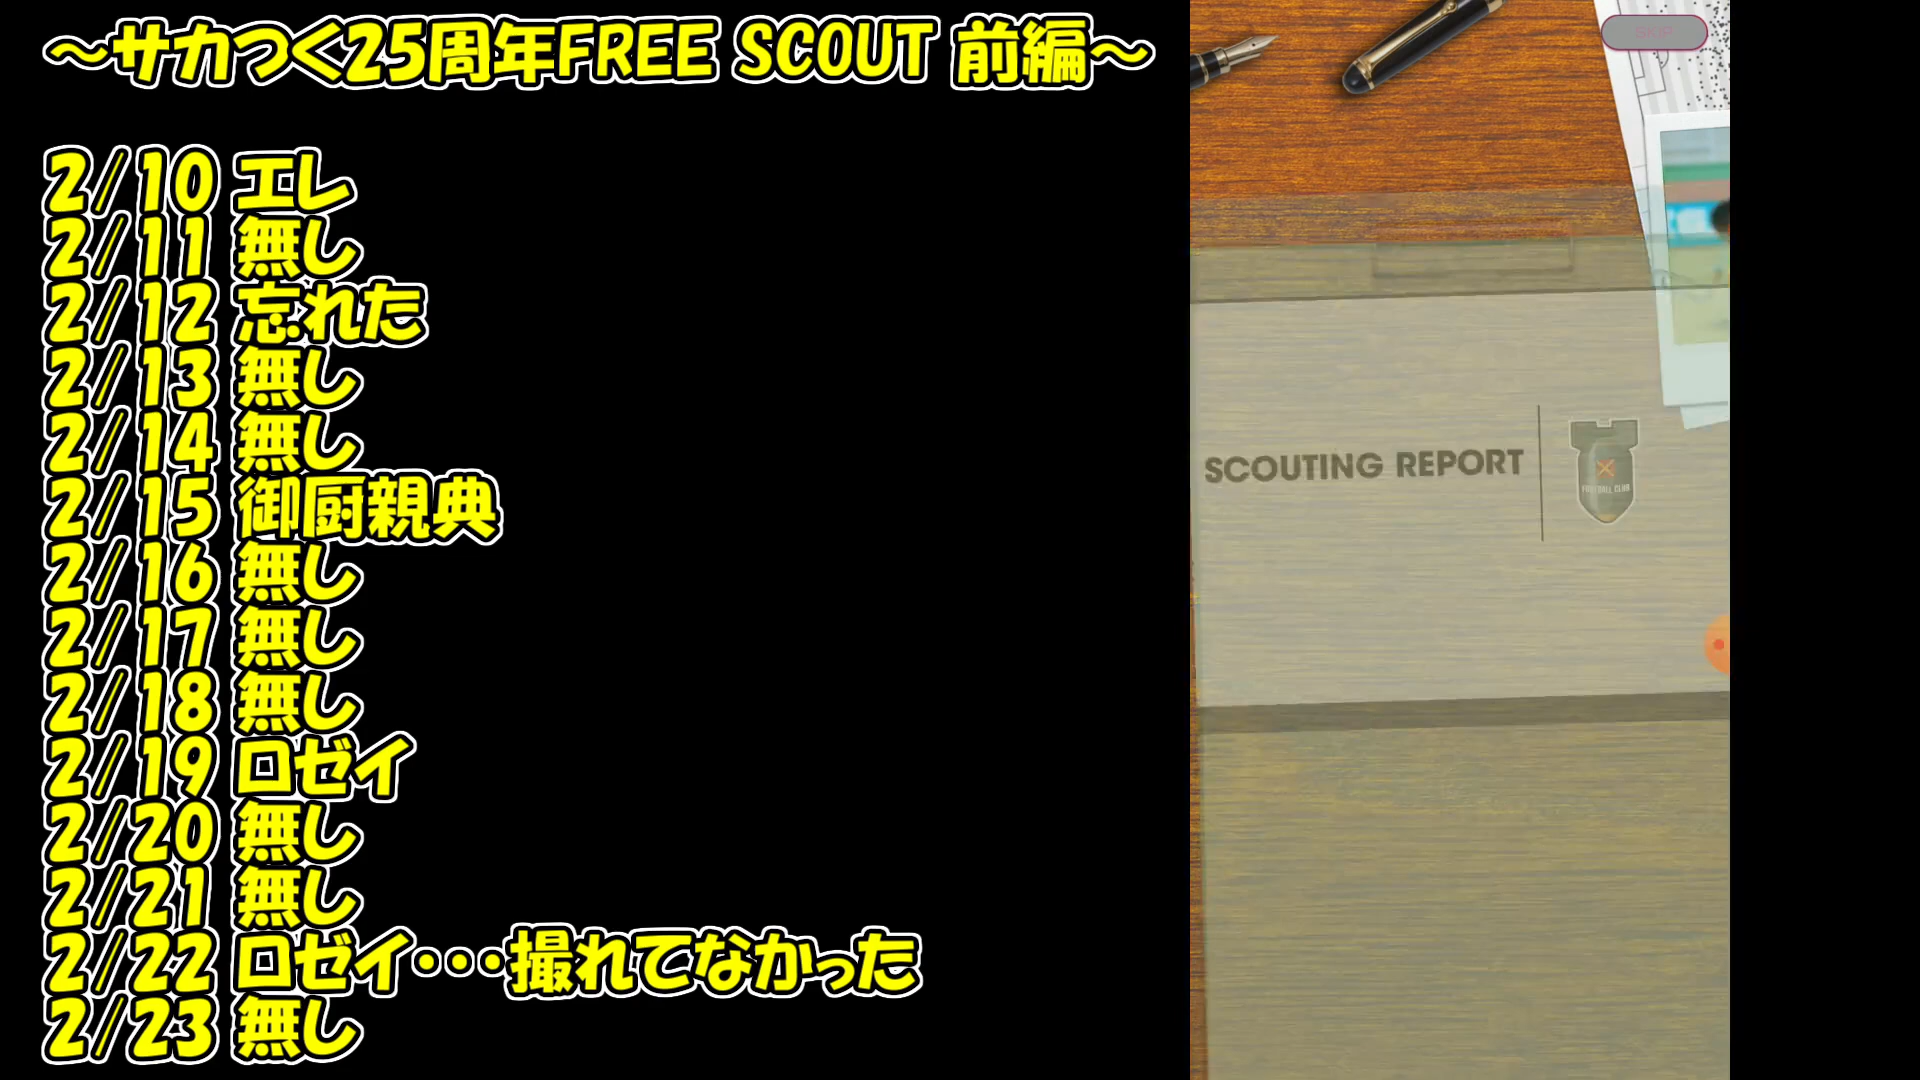 ～サカつく25周年FREE SCOUT 前編～
2/10 エレ
2/11 無し
2/12 忘れた
2/13 無し
2/14 無し
2/15 御厨親典
2/16 無し
2/17 無し
2/18 無し
2/19 ロゼイ
2/20 無し
2/21 無し
2/22 ロゼイ･･･撮れてなかった
2/23 無し
SKIP
SCOUTING REPORT
FOOTBALL CLUB